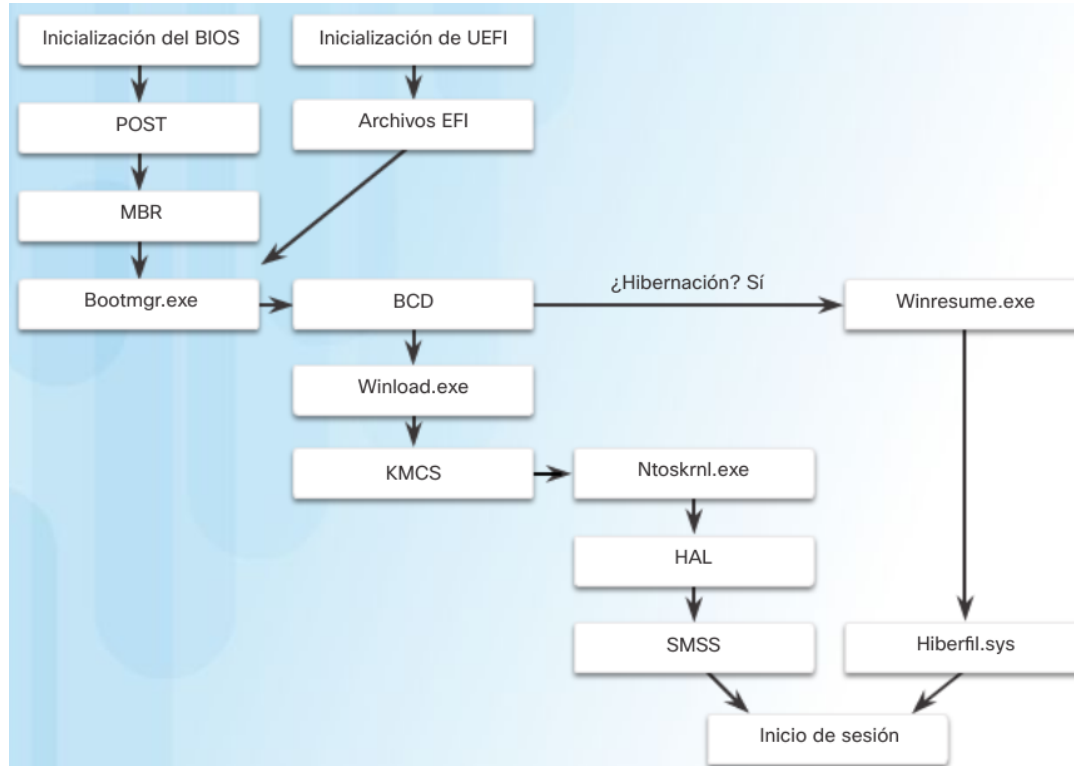 Inicialización del BIOS
Inicialización de UEFI
POST
Archivos EFI
MBR
Bootmgr.exe
BCD
¿Hibernación? Sí
Winresume.exe
Winload.exe
KMCS
Ntoskrnl.exe
HAL
SMSS
Hiberfil.sys
Inicio de sesión